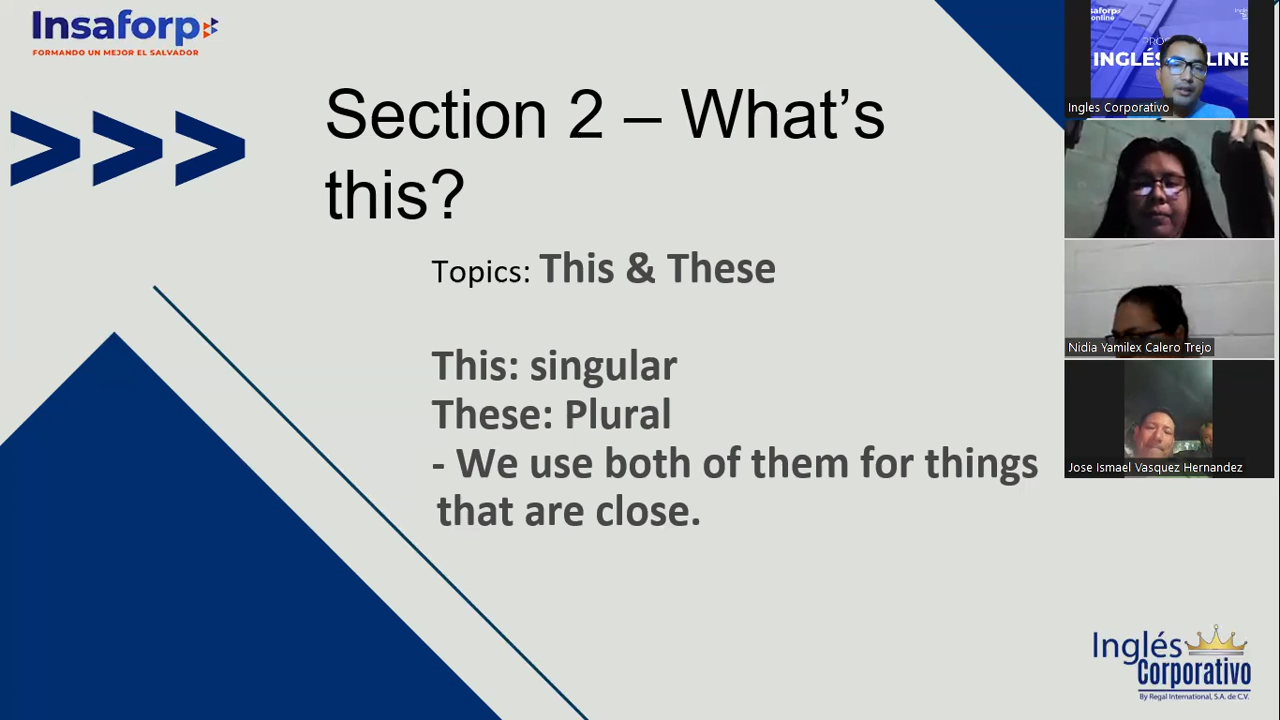 Insaforp
FORMANDO UN MEJOR EL SALVADOR
>>>
Section 2 – What's
this?
Topics: This & These
This: singular
These: Plural
- We use both of them for things
that are close.
INGLÉS
LINE
Ingles Corporativo
Nidia Yamilex Calero Trejo
Jose Ismael Vasquez Hernandez
Inglés
Corporativo
By Regal International, S.A. de C.V.